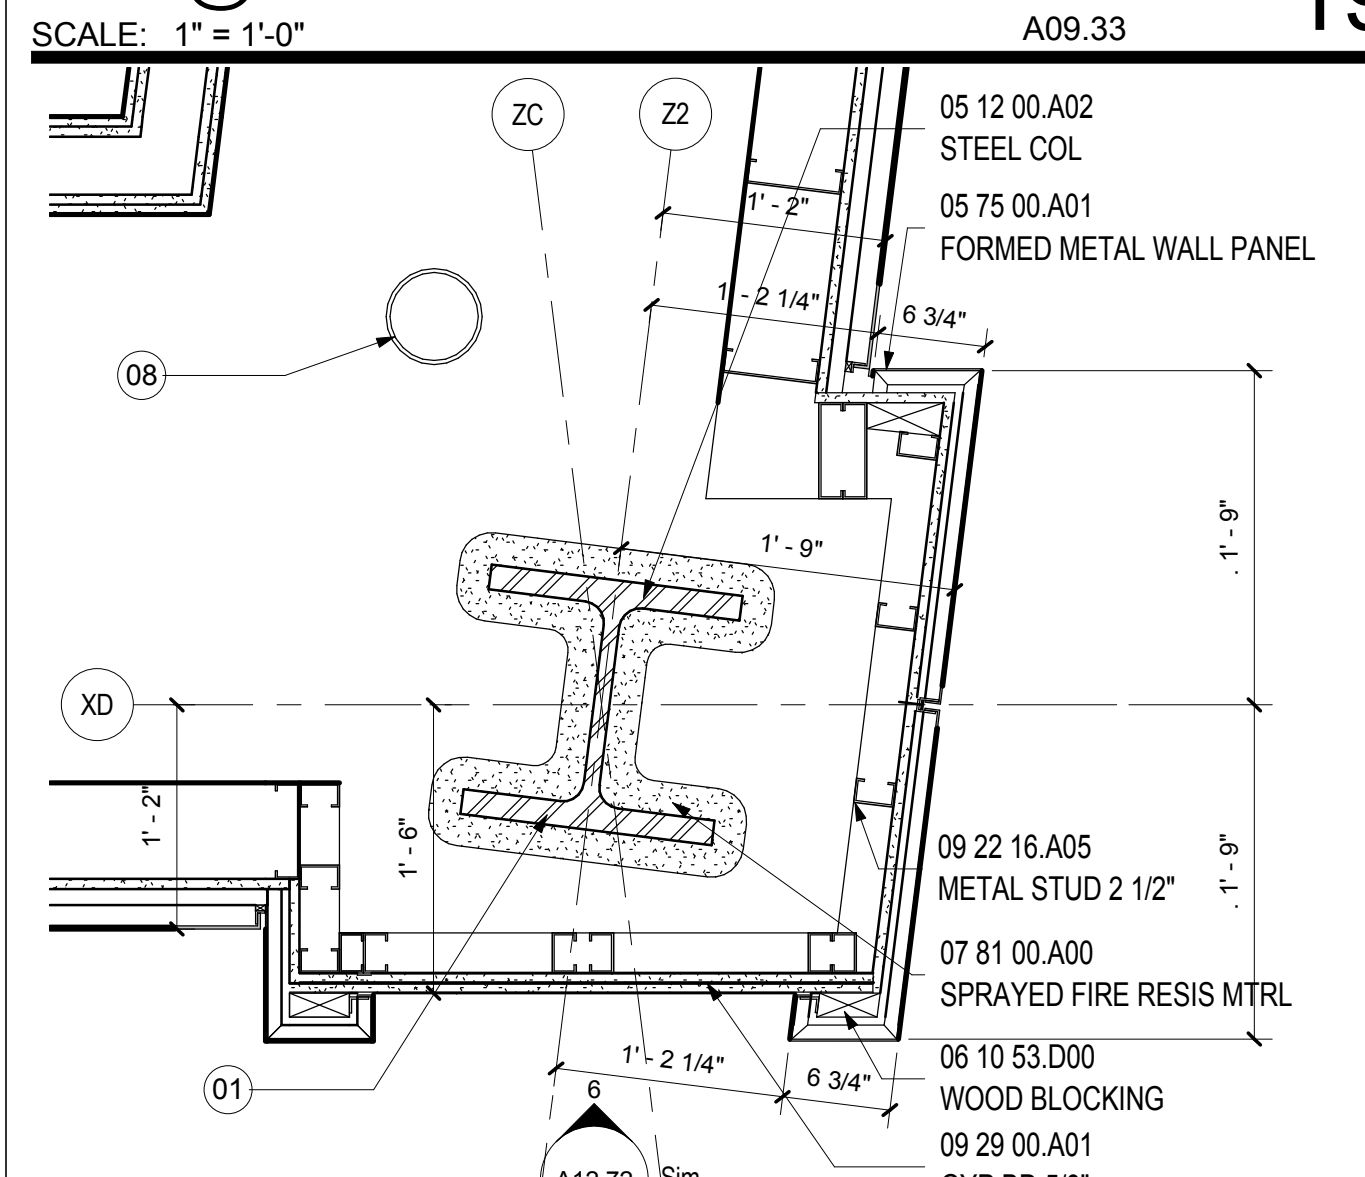 SCALE: 1" = 1'-0"
A09.33
ZC
Z2
05 12 00.A02
STEEL COL
05 75 00.A01
FORMED METAL WALL PANEL
1' - 2"
1' - 2 1/4"
6 3/4"
08
1' - 9"
1' - 9"
XD
1' - 2"
1' - 6"
09 22 16.A05
METAL STUD 2 1/2"
1' - 9"
07 81 00.A00
SPRAYED FIRE RESIS MTRL
06 10 53.D00
WOOD BLOCKING
01
1' - 2 1/4"
6 3/4"
6
09 29 00.A01
Sim